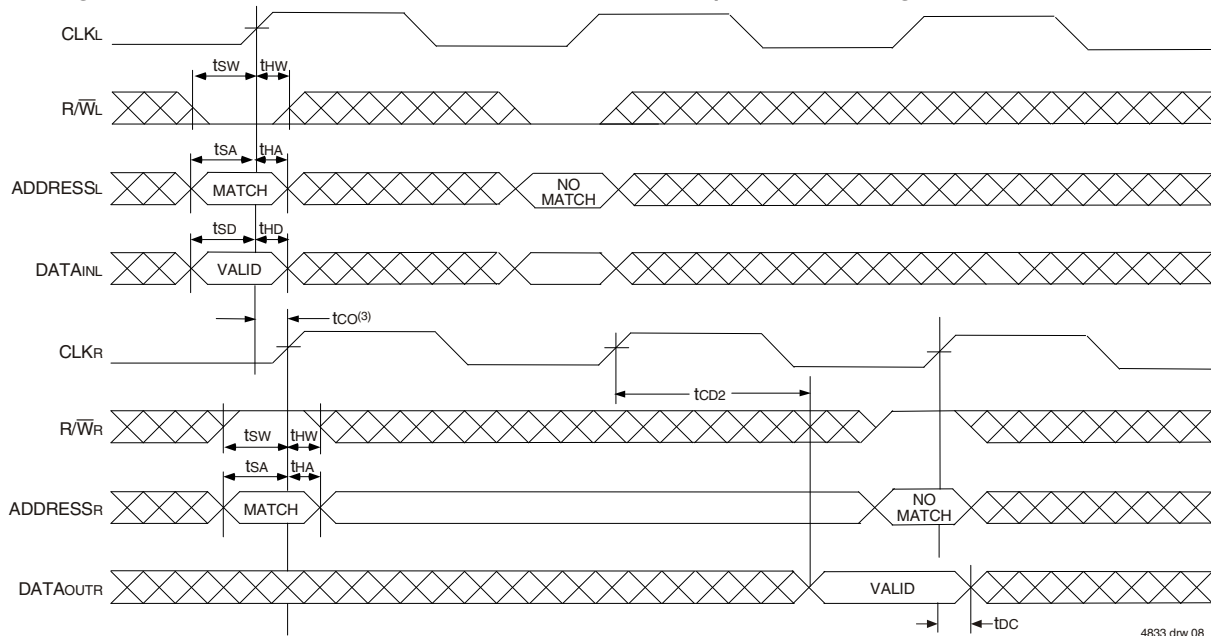 CLKL
tSW tHW
R/WL
tSA tHA
ADDRESSL MATCH NO MATCH
tSD tHD
DATAINL VALID
tCO(3)
CLKR
tCD2
R/WR
tSW tHW
tSA tHA
ADDRESSR MATCH NO MATCH
DATAOUTR VALID
tDC
4833 drw 08